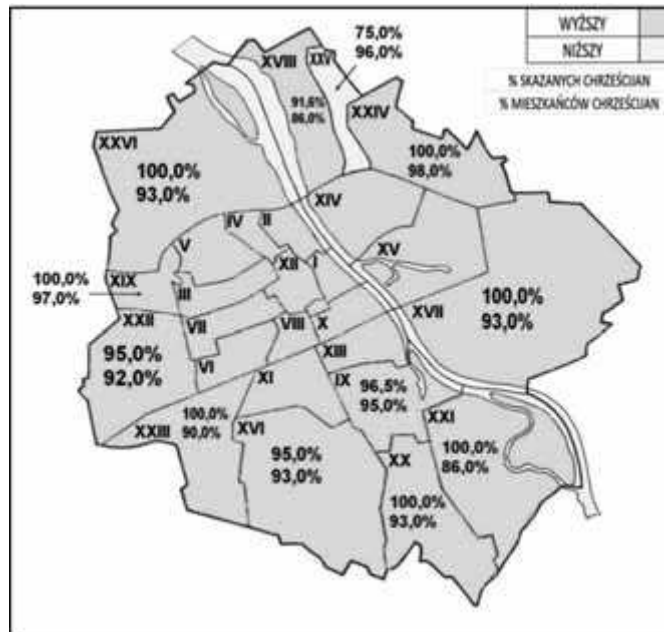 WYŻSZY
NIŻSZY
% SKAZANYCH CHRZEŚCIJAN
% MIESZKAŃCÓW CHRZEŚCIJAN
75,0%
96,0%
XVIII
XXV
91,6%
86,0%
XXIV
100,0%
98,0%
XXVI
100,0%
93,0%
XIV
IV
II
V
XII
I
XV
XIX
100,0%
97,0%
III
100,0%
93,0%
XVII
XXII
VII
VIII
X
95,0%
92,0%
VI
XIII
XI
IX
96,5%
95,0%
XXIII
100,0%
90,0%
XVI
95,0%
93,0%
XXI
100,0%
86,0%
XX
100,0%
93,0%